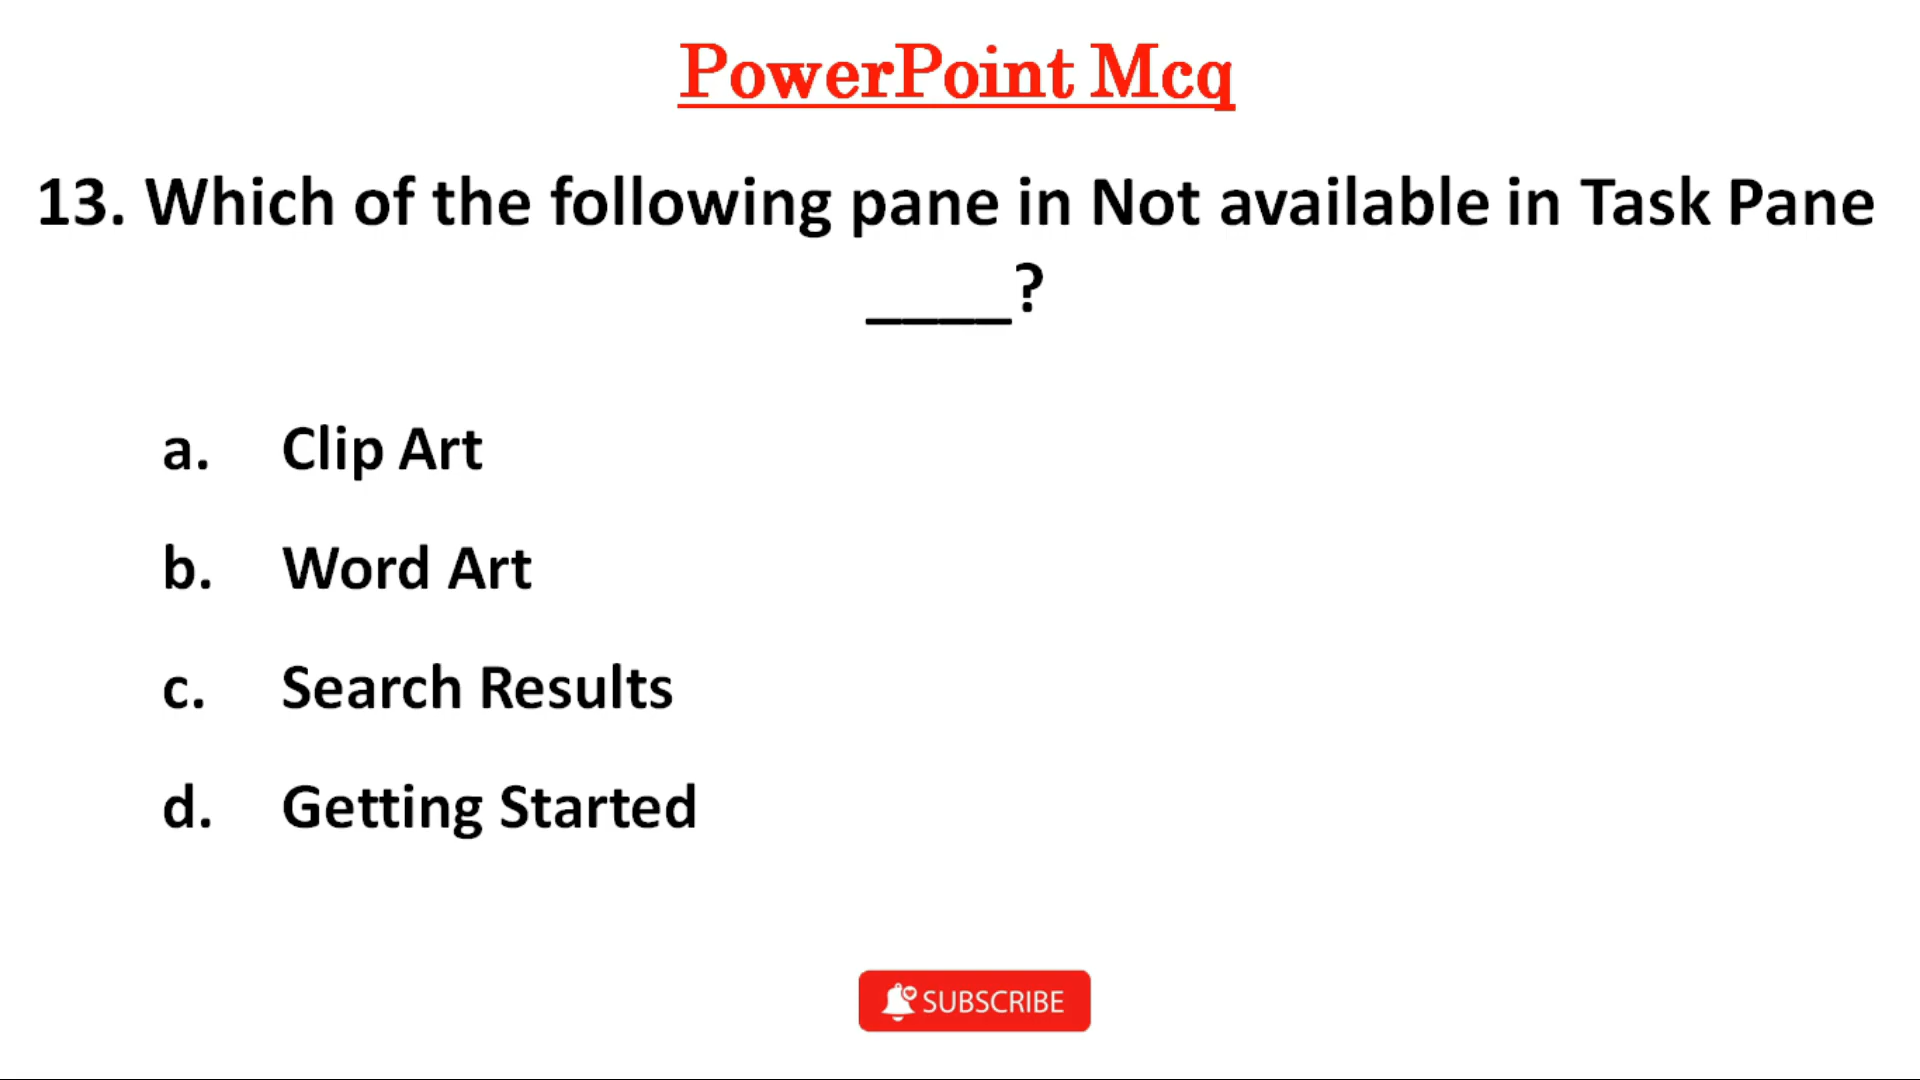 PowerPoint Mcq
13. Which of the following pane in Not available in Task Pane
____?
a. Clip Art
b. Word Art
c. Search Results
d. Getting Started
SUBSCRIBE